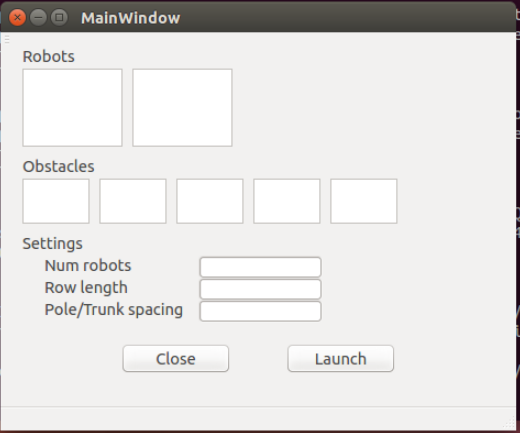 MainWindow
Robots
Obstacles
Settings
Num robots
Row length
Pole/Trunk spacing
Close Launch